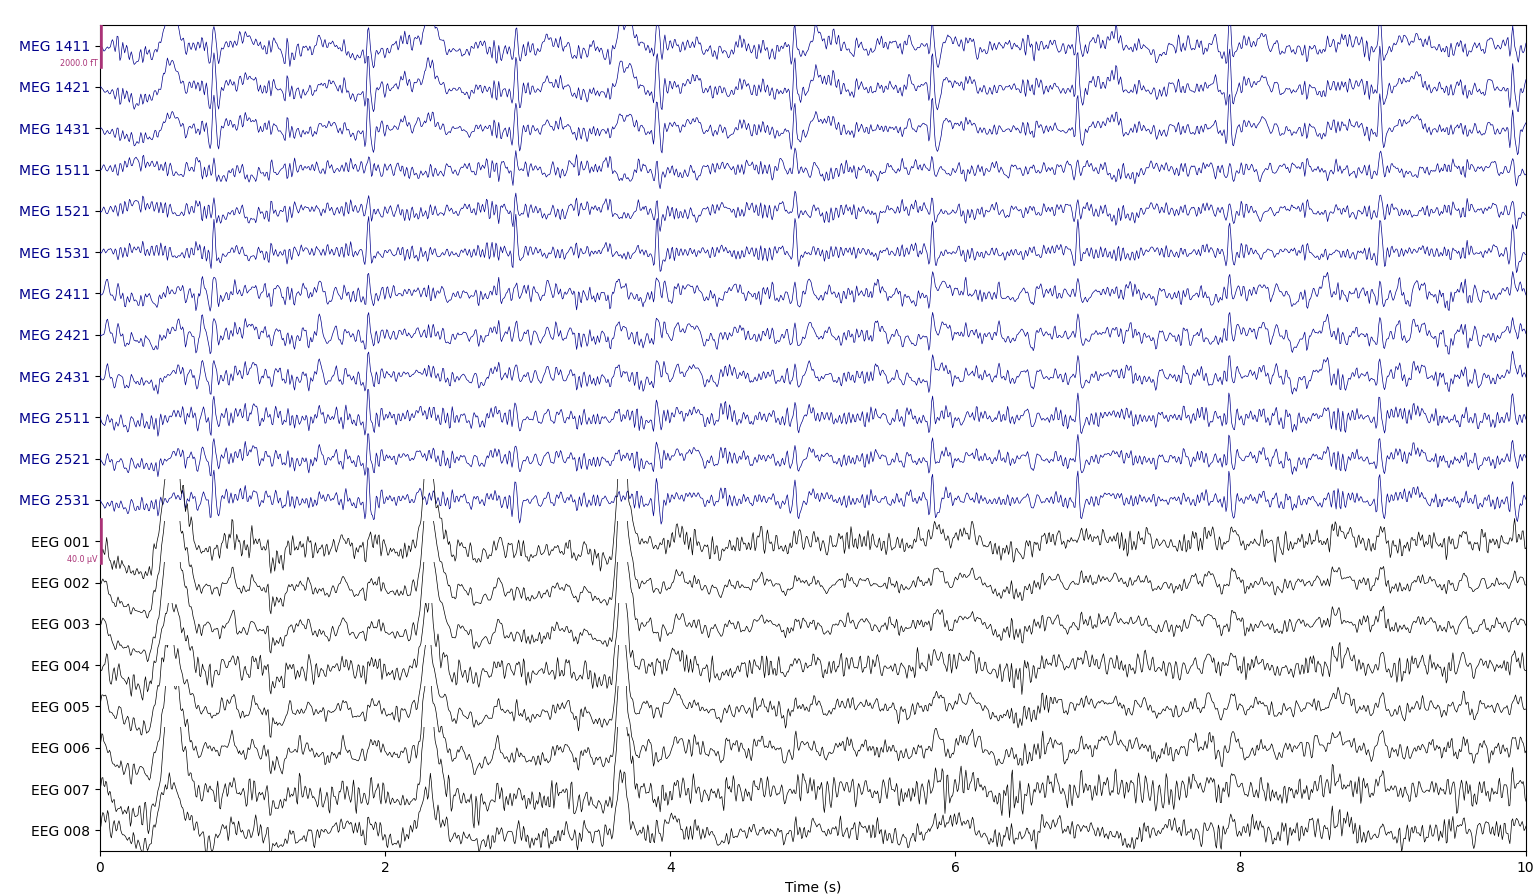 MEG 1411
2000.0 fT
MEG 1421
MEG 1431
MEG 1511
MEG 1521
MEG 1531
MEG 2411
MEG 2421
MEG 2431
MEG 2511
MEG 2521
MEG 2531
EEG 001
40.0 µV
EEG 002
EEG 003
EEG 004
EEG 005
EEG 006
EEG 007
EEG 008
0 2 4 6 8 10
Time (s)